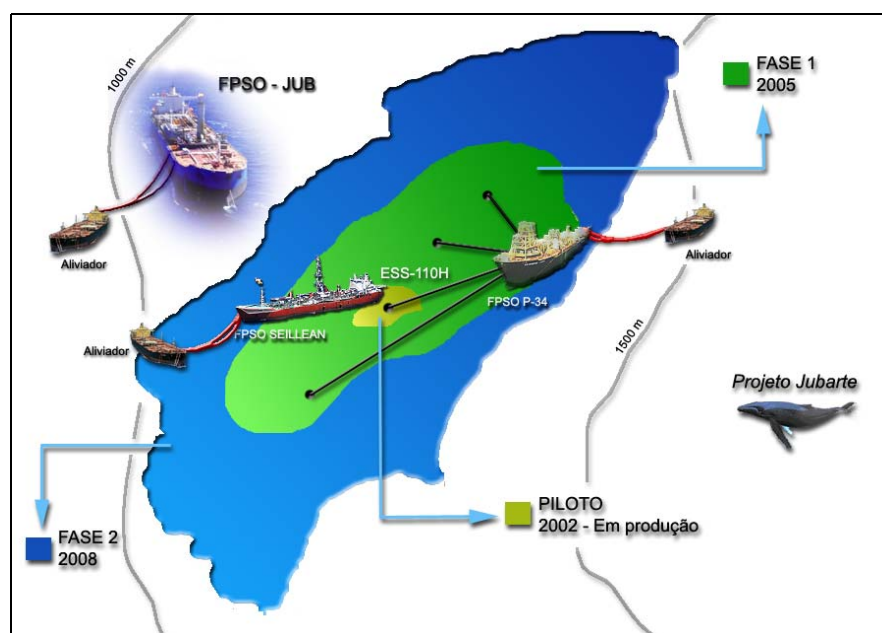 1000 m
FPSO - JUB
FASE 1
2005
Aliviador
Aliviador
ESS-110H
FPSO P-34
FPSO SEILLEAN
Aliviador
1500 m
Projeto Jubarte
PILOTO
2002 - Em produção
FASE 2
2008